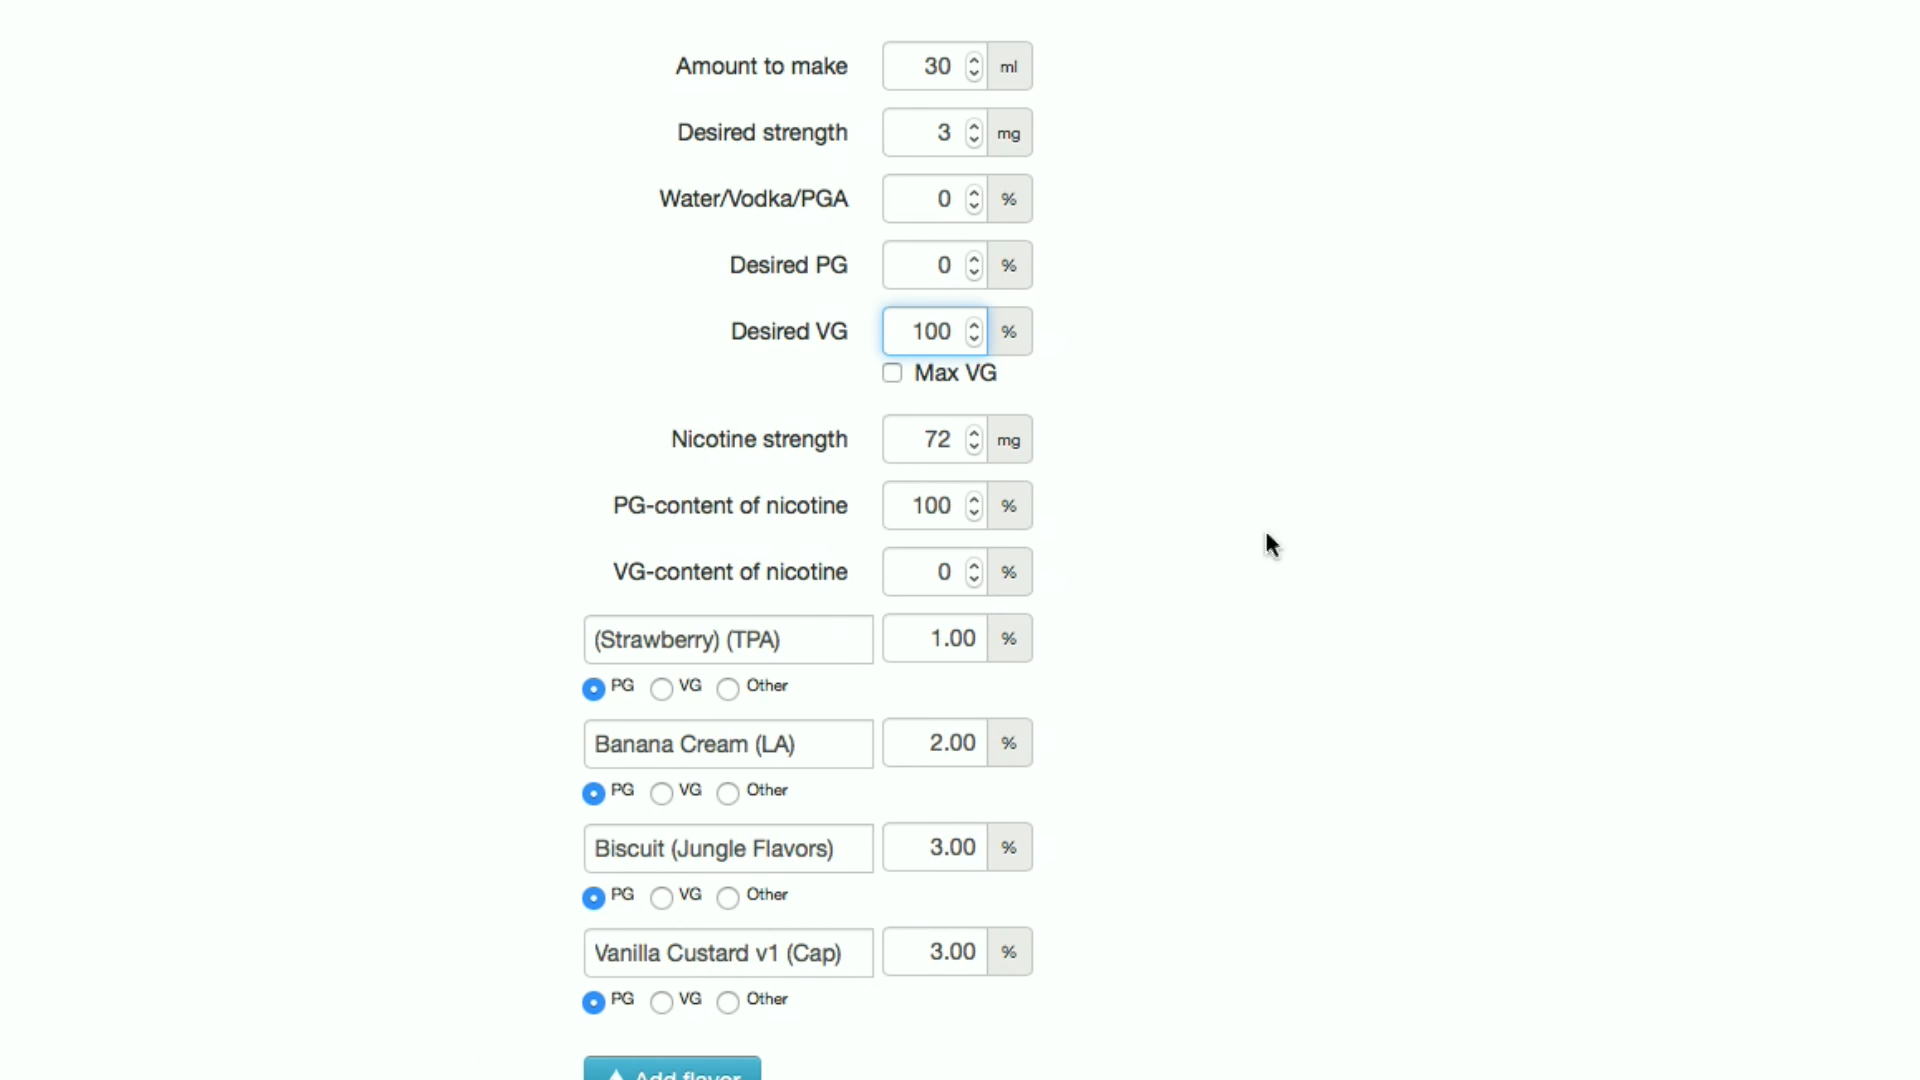 Amount to make 30 ml
Desired strength 3 mg
Water/Vodka/PGA 0 %
Desired PG 0 %
Desired VG 100 %
Max VG
Nicotine strength 72 mg
PG-content of nicotine 100 %
VG-content of nicotine 0 %
(Strawberry) (TPA) 1.00 %
PG VG Other
Banana Cream (LA) 2.00 %
PG VG Other
Biscuit (Jungle Flavors) 3.00 %
PG VG Other
Vanilla Custard v1 (Cap) 3.00 %
PG VG Other
Add flavor